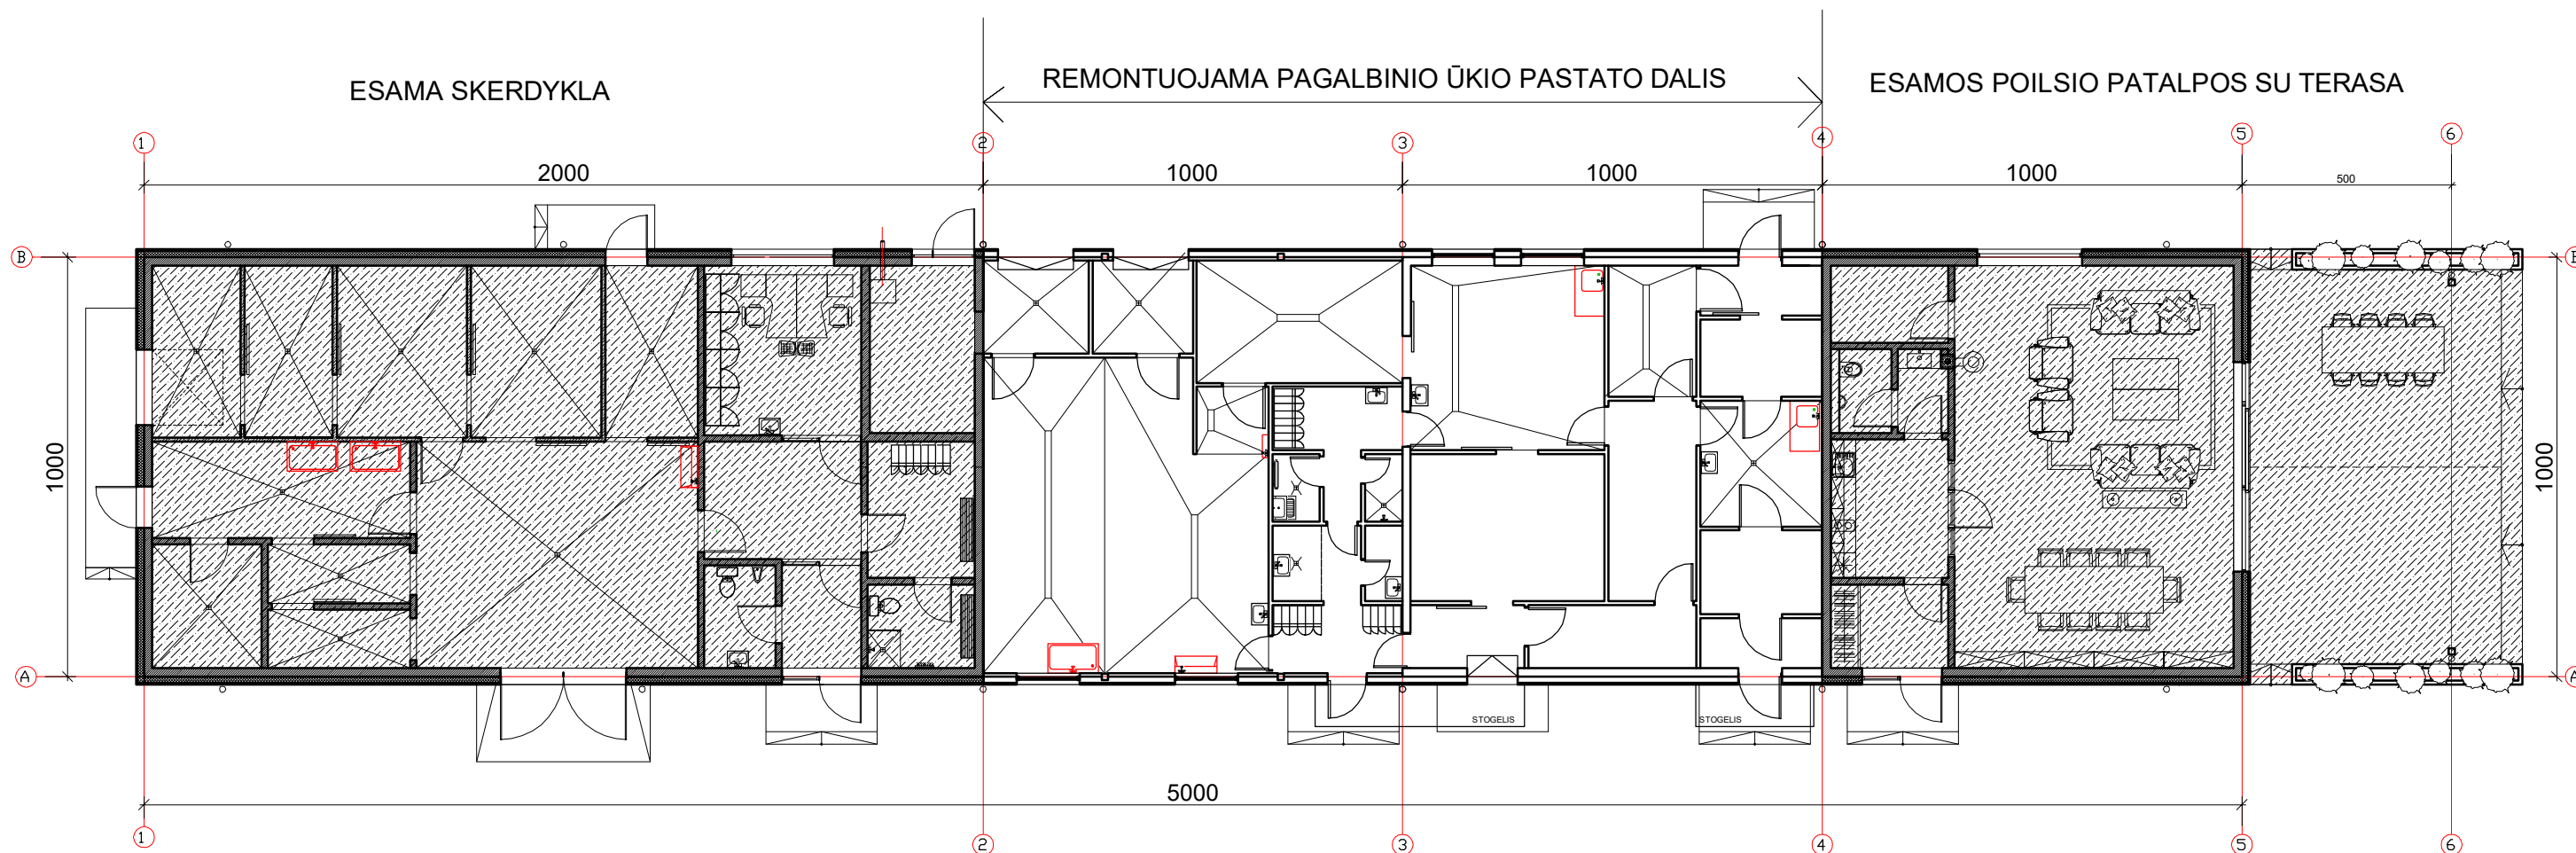 ESAMA SKERDYKLA
REMONTUOJAMA PAGALBINIO ŪKIO PASTATO DALIS
ESAMOS POILSIO PATALPOS SU TERASA
1 2 3 4 5 6
2000 1000 1000 1000 500
B B
1000 1000
A A
STOGELIS STOGELIS
5000
1 2 3 4 5 6